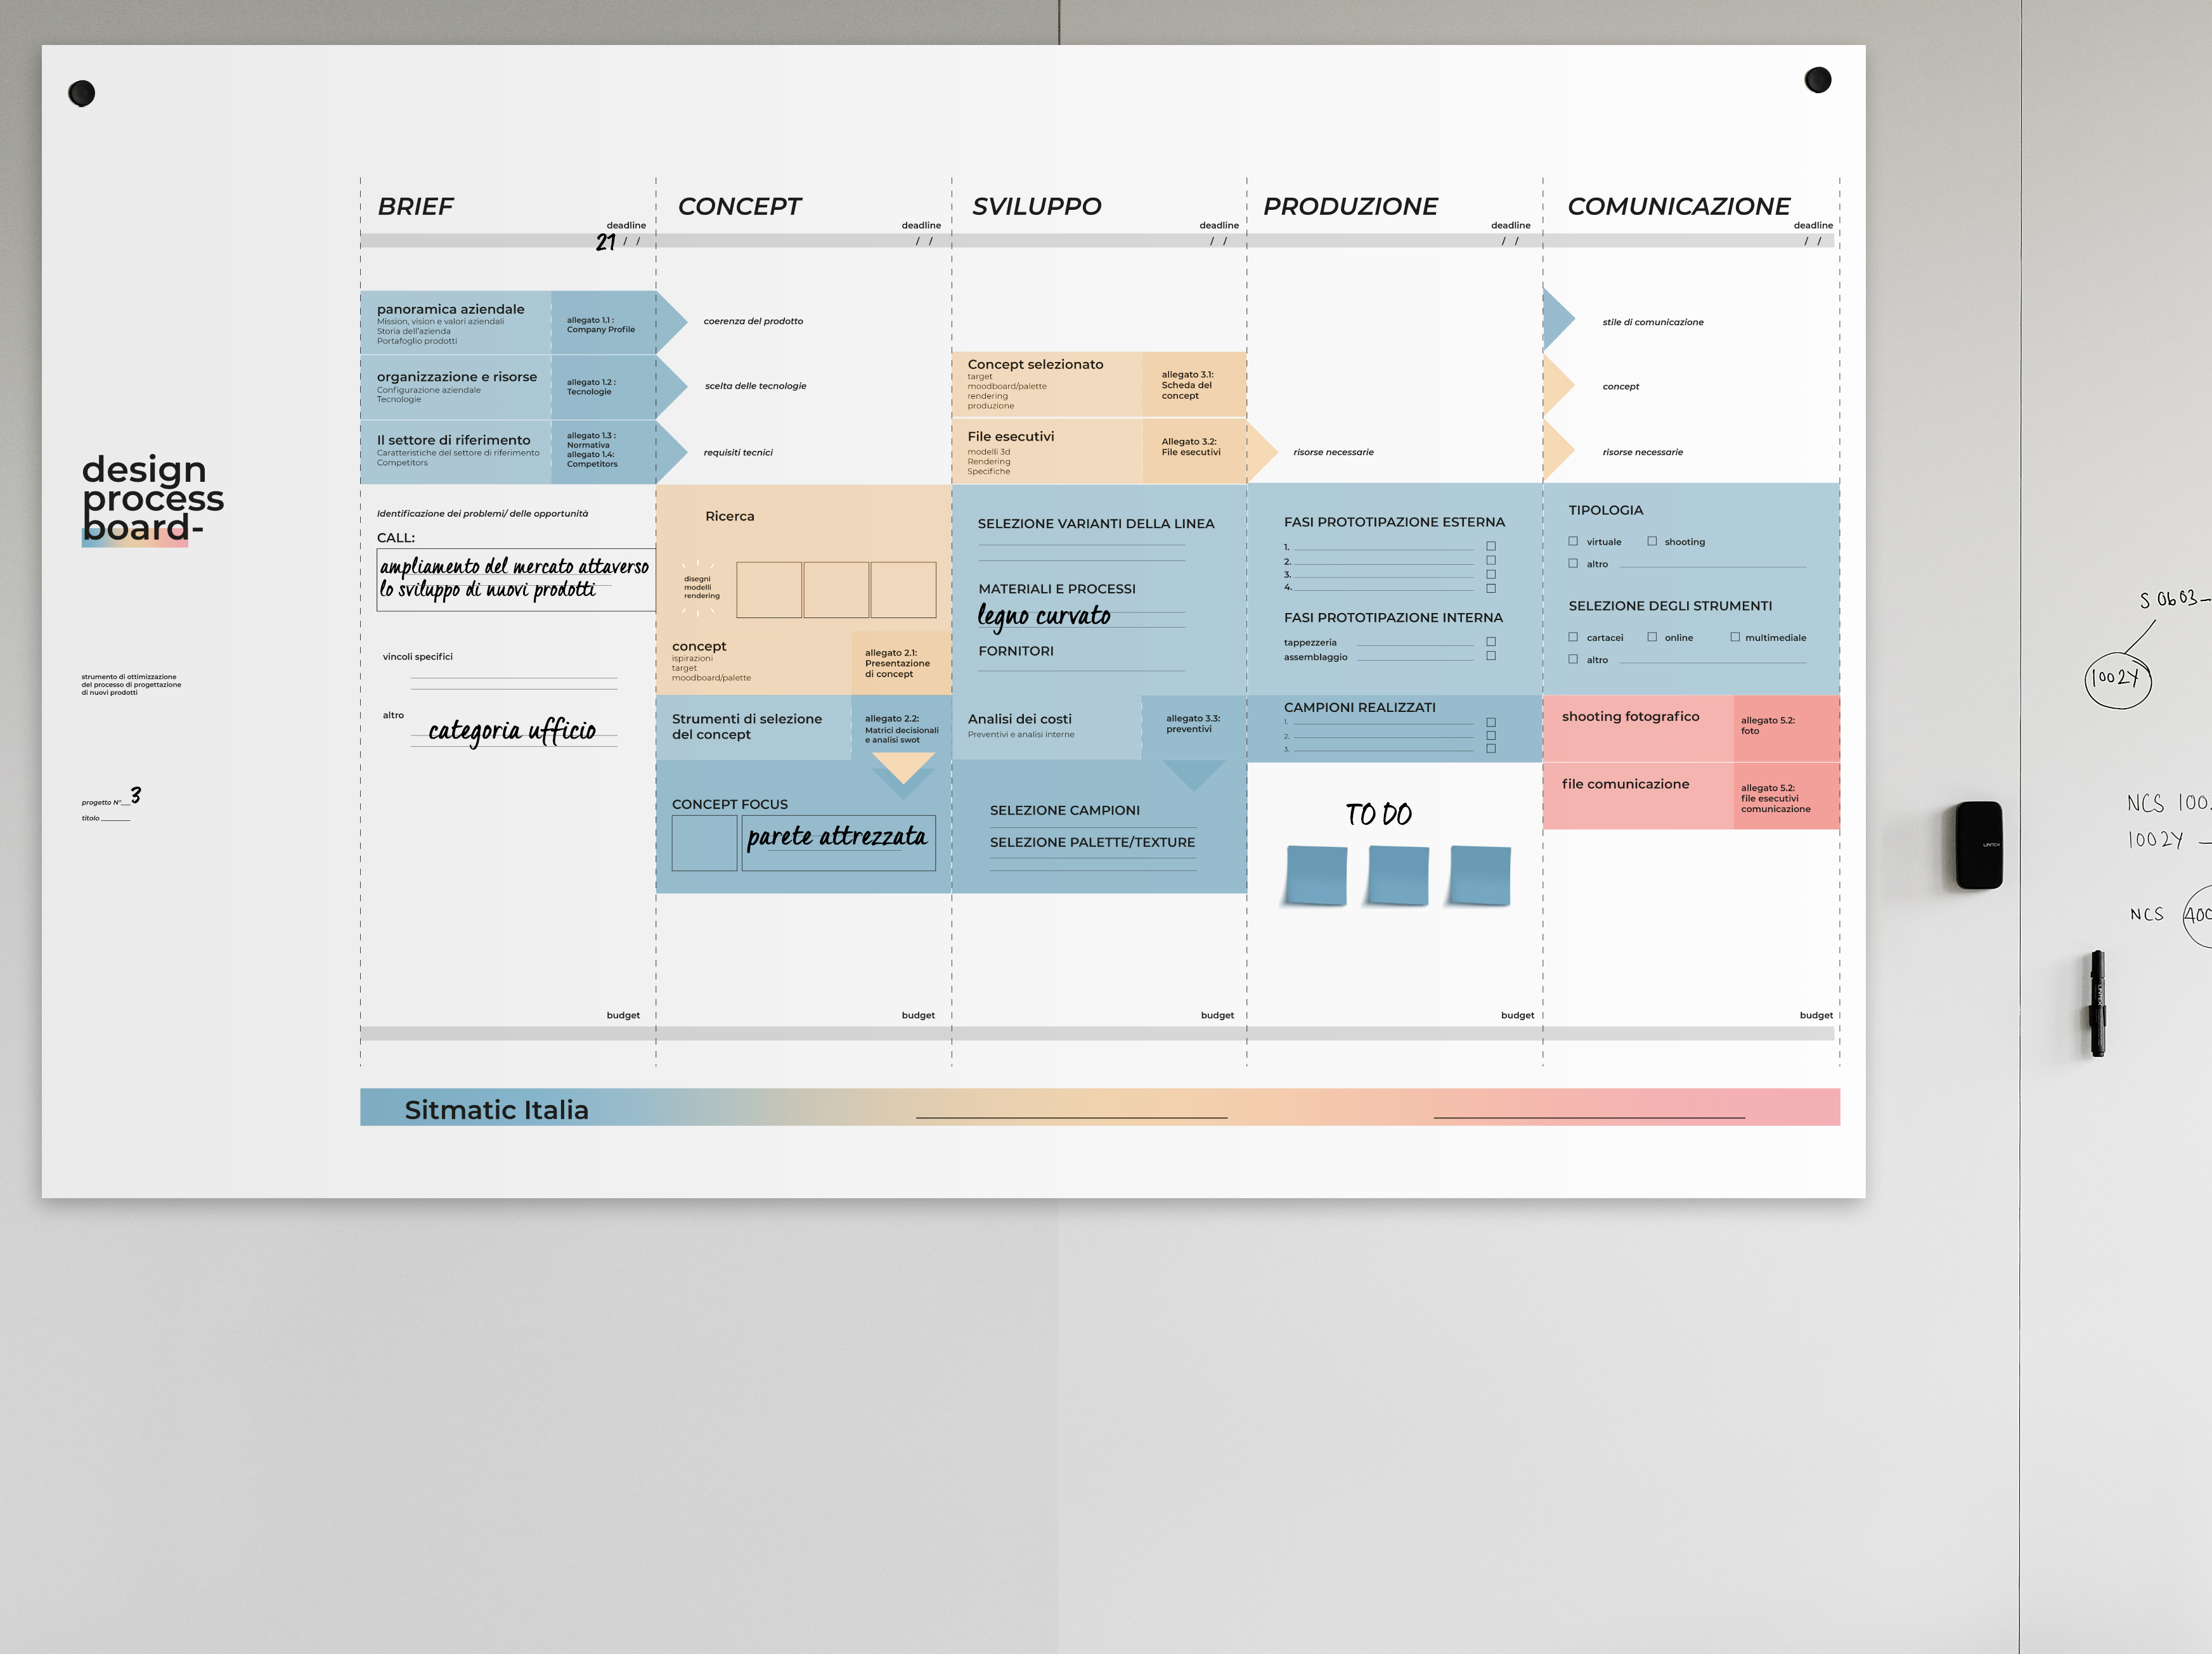 design
process
board-
strumento di ottimizzazione
del processo di progettazione
di nuovi prodotti
progetto N°__3
titolo ______
BRIEF
deadline
21 / /
panoramica aziendale
Mission, vision e valori aziendali
Storia dell'azienda
Portafoglio prodotti
allegato 1.1 :
Company Profile
organizzazione e risorse
Configurazione aziendale
Tecnologie
allegato 1.2 :
Tecnologie
Il settore di riferimento
Caratteristiche del settore di riferimento
Competitors
allegato 1.3 :
Normativa
allegato 1.4:
Competitors
Identificazione dei problemi/ delle opportunità
CALL:
ampliamento del mercato attaverso
lo sviluppo di nuovi prodotti
vincoli specifici
altro
categoria ufficio
budget
CONCEPT
deadline
/ /
coerenza del prodotto
scelta delle tecnologie
requisiti tecnici
Ricerca
disegni
modelli
rendering
concept
ispirazioni
target
moodboard/palette
allegato 2.1:
Presentazione
di concept
Strumenti di selezione
del concept
allegato 2.2:
Matrici decisionali
e analisi swot
CONCEPT FOCUS
parete attrezzata
budget
SVILUPPO
deadline
/ /
Concept selezionato
target
moodboard/palette
rendering
produzione
allegato 3.1:
Scheda del
concept
File esecutivi
modelli 3d
Rendering
Specifiche
Allegato 3.2:
File esecutivi
SELEZIONE VARIANTI DELLA LINEA
MATERIALI E PROCESSI
legno curvato
FORNITORI
Analisi dei costi
Preventivi e analisi interne
allegato 3.3:
preventivi
SELEZIONE CAMPIONI
SELEZIONE PALETTE/TEXTURE
budget
PRODUZIONE
deadline
/ /
risorse necessarie
FASI PROTOTIPAZIONE ESTERNA
1.
2.
3.
4.
FASI PROTOTIPAZIONE INTERNA
tappezzeria
assemblaggio
CAMPIONI REALIZZATI
1.
2.
3.
TO DO
budget
COMUNICAZIONE
deadline
/ /
stile di comunicazione
concept
risorse necessarie
TIPOLOGIA
virtuale shooting
altro
SELEZIONE DEGLI STRUMENTI
cartacei online multimediale
altro
shooting fotografico
allegato 5.2:
foto
file comunicazione
allegato 5.2:
file esecutivi
comunicazione
budget
Sitmatic Italia
S 0603-
1002Y
NCS 100
1002Y —
NCS 400